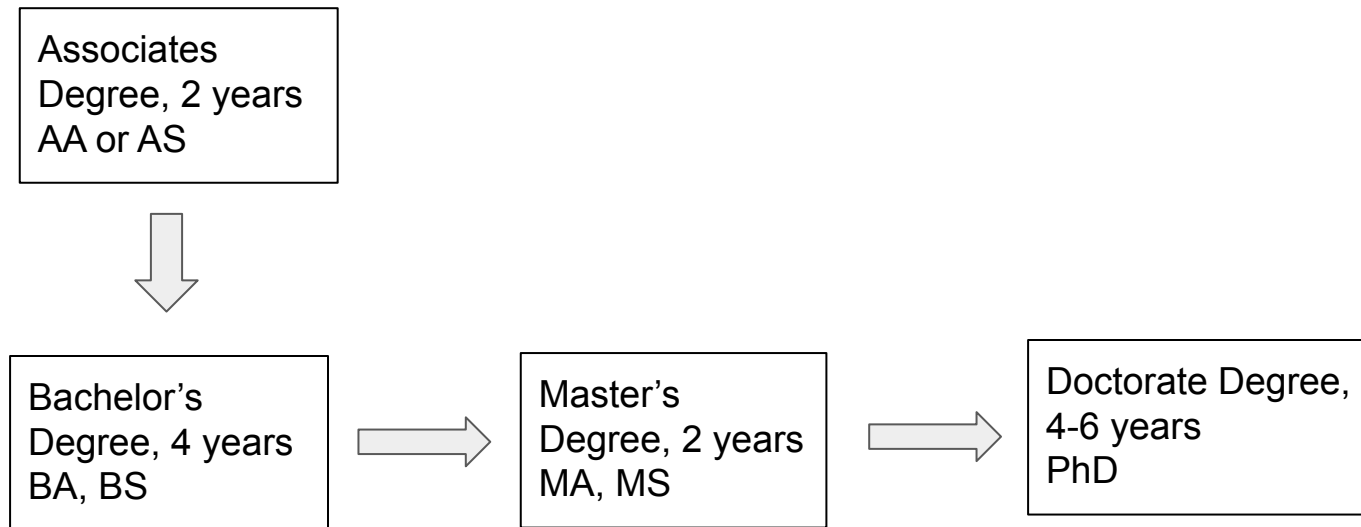 Associates
Degree, 2 years
AA or AS
Bachelor’s
Degree, 4 years
BA, BS
Master’s
Degree, 2 years
MA, MS
Doctorate Degree,
4-6 years
PhD